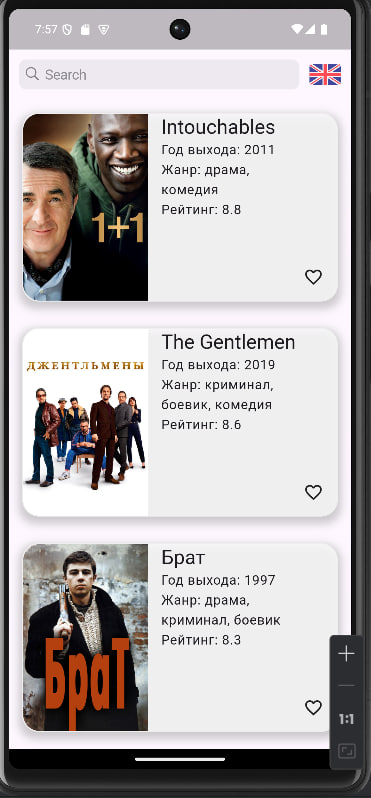 7:57
Search
Intouchables
Год выхода: 2011
Жанр: драма,
комедия
Рейтинг: 8.8
1+1
The Gentlemen
Год выхода: 2019
Жанр: криминал,
боевик, комедия
Рейтинг: 8.6
ДЖЕНТЛЬМЕНЫ
Брат
Год выхода: 1997
Жанр: драма,
криминал, боевик
Рейтинг: 8.3
Брат
1:1